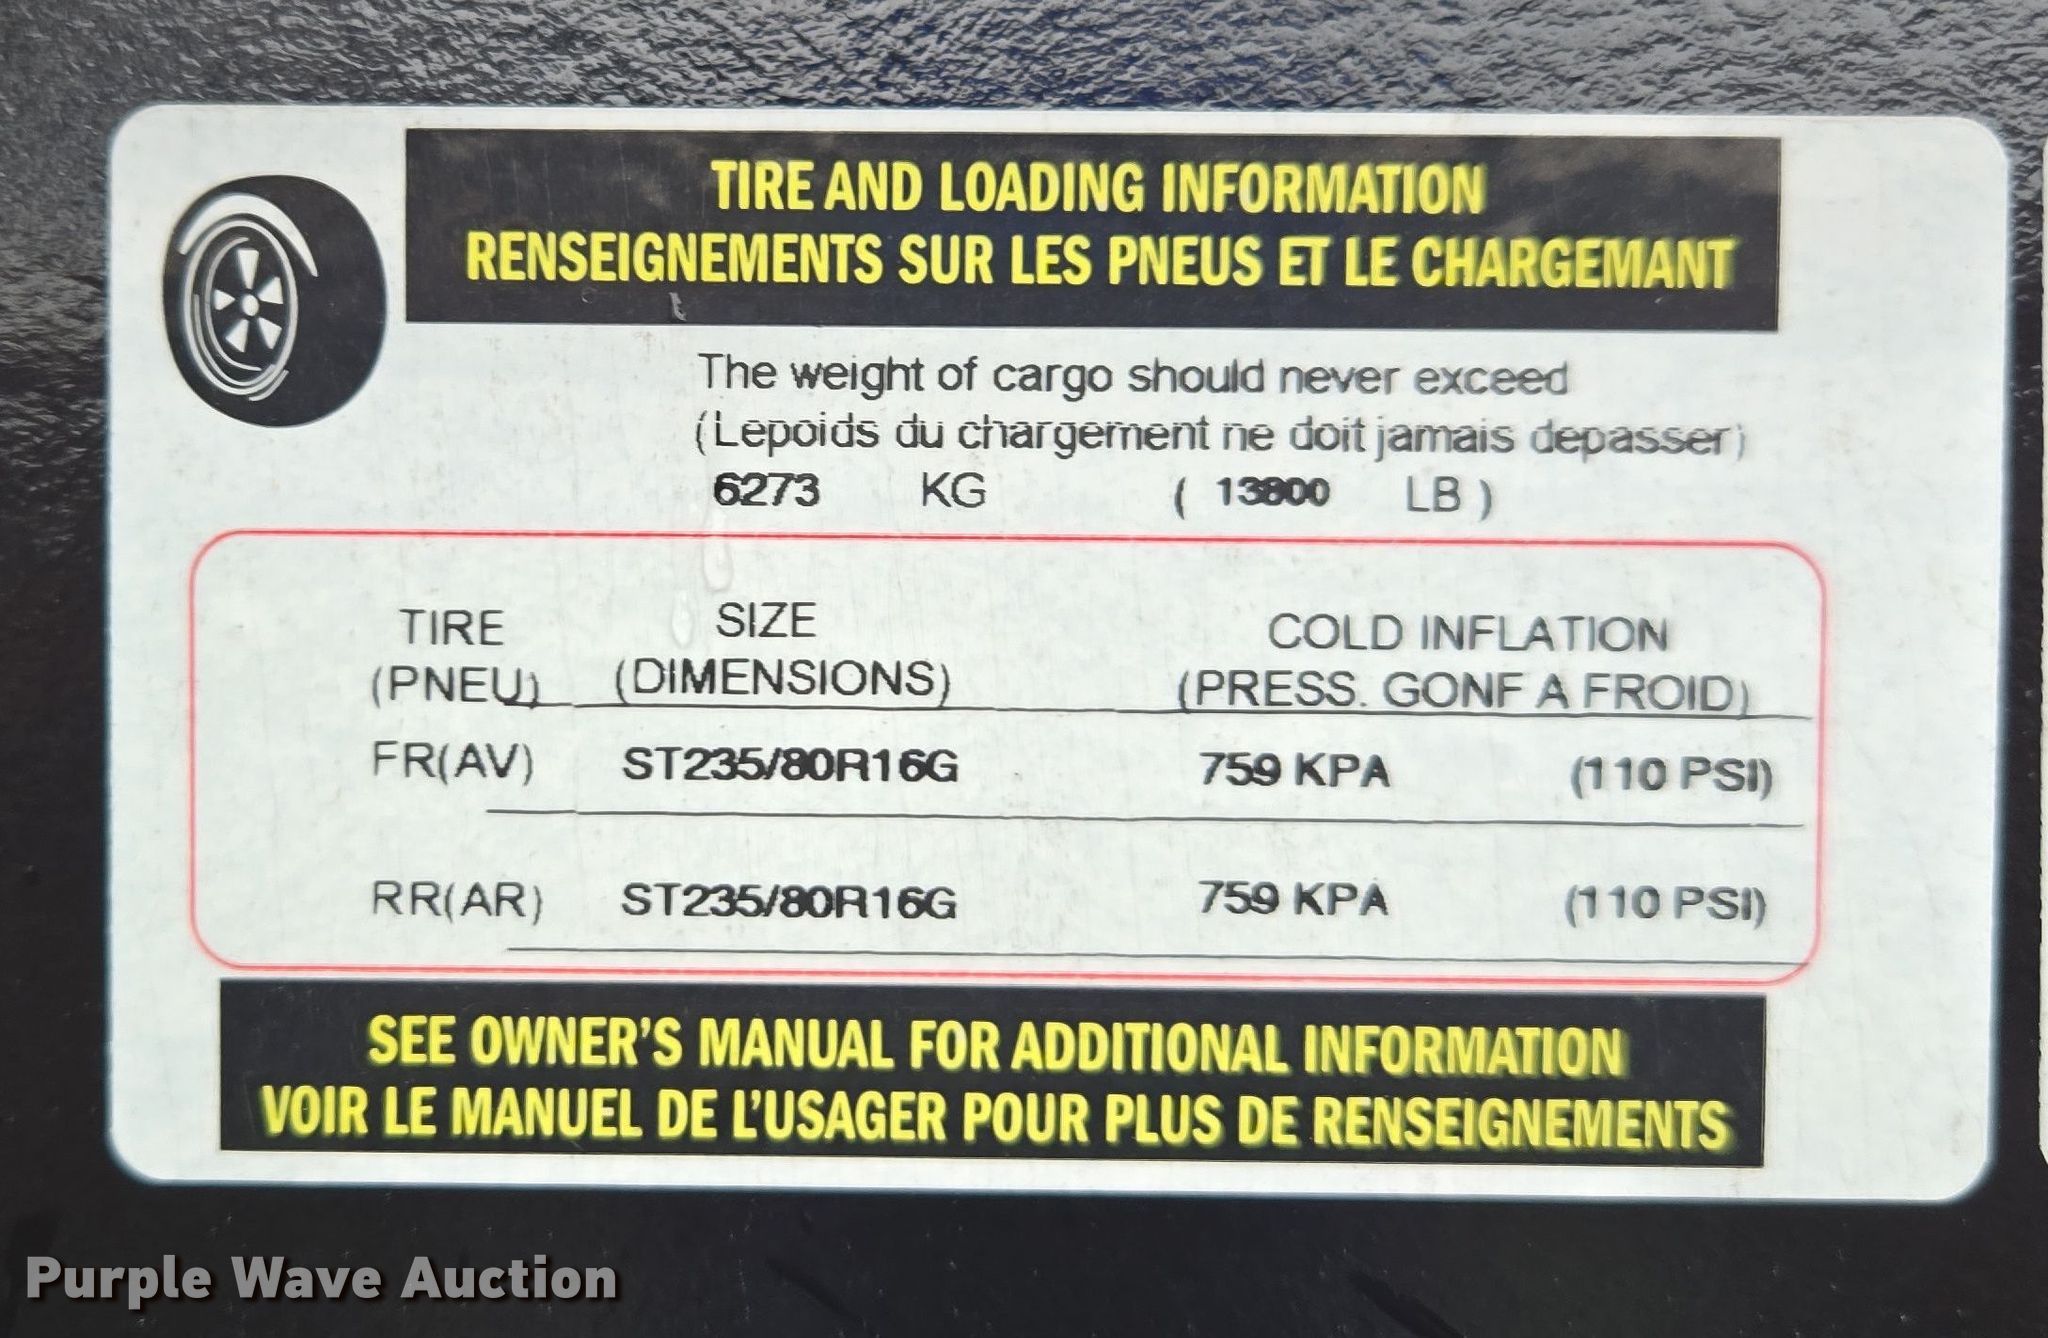 TIRE AND LOADING INFORMATION
RENSEIGNEMENTS SUR LES PNEUS ET LE CHARGEMANT
The weight of cargo should never exceed
(Lepoids du chargement ne doit jamais depasser)
6273 KG ( 13800 LB )
TIRE SIZE COLD INFLATION
(PNEU) (DIMENSIONS) (PRESS. GONF A FROID)
FR(AV) ST235/80R16G 759 KPA (110 PSI)
RR(AR) ST235/80R16G 759 KPA (110 PSI)
SEE OWNER'S MANUAL FOR ADDITIONAL INFORMATION
VOIR LE MANUEL DE L'USAGER POUR PLUS DE RENSEIGNEMENTS
Purple Wave Auction